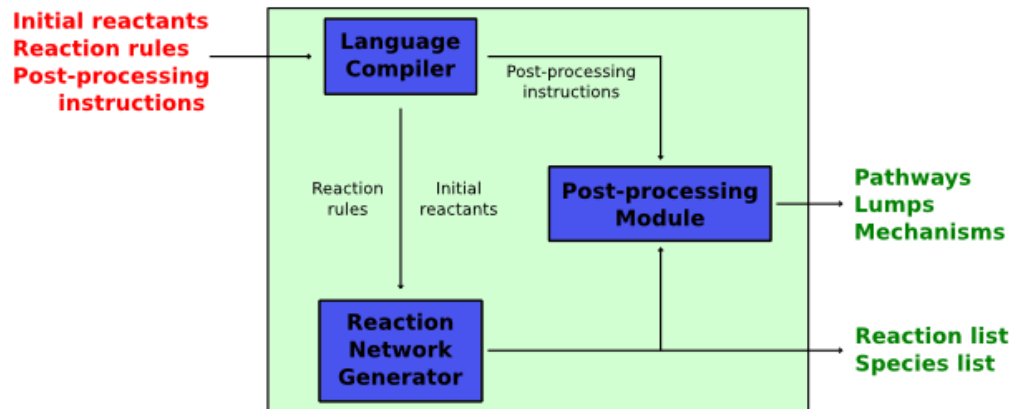 Initial reactants
Reaction rules
Post-processing
instructions
Language
Compiler
Post-processing
instructions
Reaction
rules
Initial
reactants
Post-processing
Module
Pathways
Lumps
Mechanisms
Reaction
Network
Generator
Reaction list
Species list